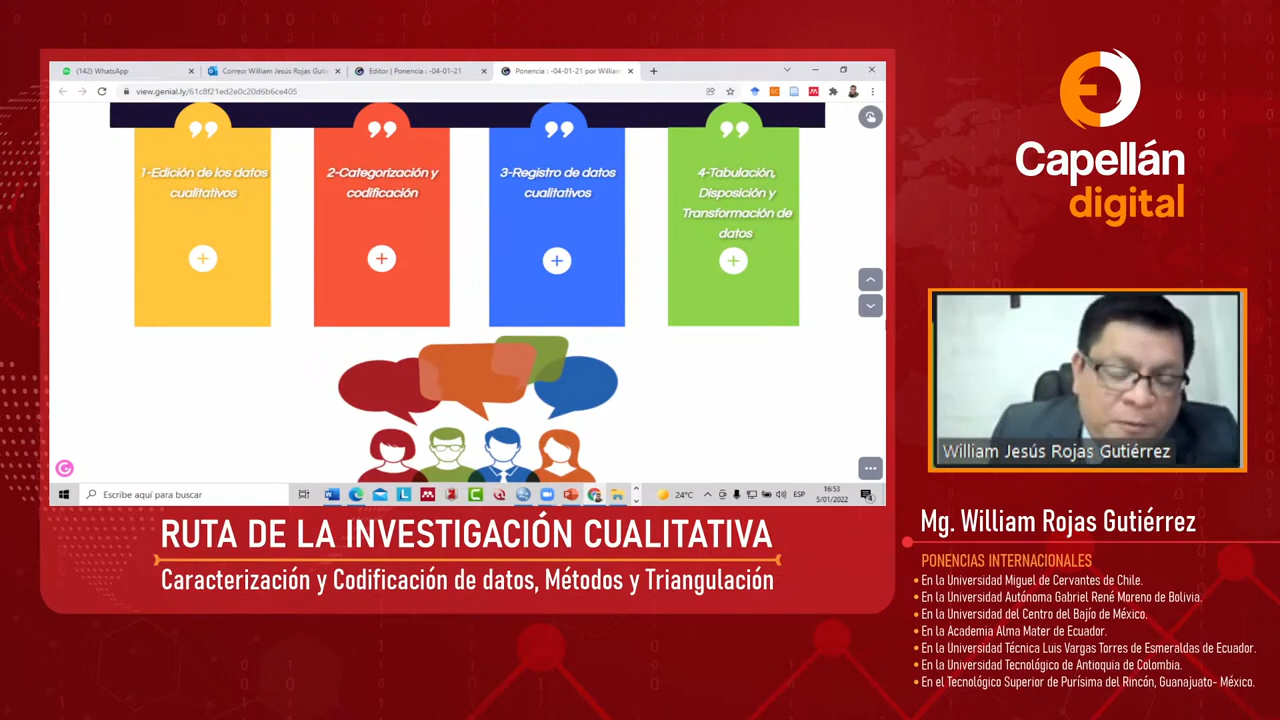 (142) WhatsApp
Correo: William Jesús Rojas Guti
Editor | Ponencia : -04-01-21
Ponencia : -04-01-21 por William
view.genial.ly/61c8f21ed2e0c20d6b6ce405
1-Edición de los datos
cualitativos
2-Categorización y
codificación
3-Registro de datos
cualitativos
4-Tabulación,
Disposición y
Transformación de
datos
Escribe aquí para buscar
24°C
ESP
16:53
5/01/2022
4
RUTA DE LA INVESTIGACIÓN CUALITATIVA
Caracterización y Codificación de datos, Métodos y Triangulación
Capellán
digital
William Jesús Rojas Gutiérrez
Mg. William Rojas Gutiérrez
PONENCIAS INTERNACIONALES
• En la Universidad Miguel de Cervantes de Chile.
• En la Universidad Autónoma Gabriel René Moreno de Bolivia.
• En la Universidad del Centro del Bajío de México.
• En la Academia Alma Mater de Ecuador.
• En la Universidad Técnica Luis Vargas Torres de Esmeraldas de Ecuador.
• En la Universidad Tecnológico de Antioquia de Colombia.
• En el Tecnológico Superior de Purísima del Rincón, Guanajuato- México.